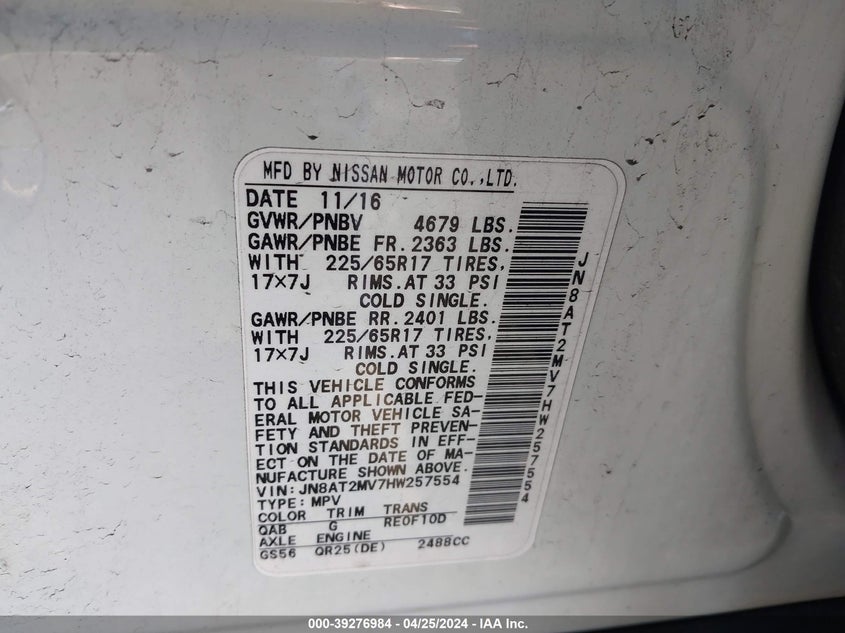 MFD BY NISSAN MOTOR CO.,LTD.
DATE 11/16
GVWR/PNBV 4679 LBS.
GAWR/PNBE FR. 2363 LBS.
WITH 225/65R17 TIRES,
17×7J RIMS.AT 33 PSI
COLD SINGLE.
GAWR/PNBE RR. 2401 LBS.
WITH 225/65R17 TIRES,
17×7J RIMS.AT 33 PSI
COLD SINGLE.
THIS VEHICLE CONFORMS
TO ALL APPLICABLE FED-
ERAL MOTOR VEHICLE SA-
FETY AND THEFT PREVEN-
TION STANDARDS IN EFF-
ECT ON THE DATE OF MA-
NUFACTURE SHOWN ABOVE.
VIN: JN8AT2MV7HW257554
TYPE: MPV
COLOR TRIM TRANS
QAB G RE0F10D
AXLE ENGINE
GS56 QR25(DE) 2488CC
JN8AT2MV7HW257554
000-39276984 - 04/25/2024 - IAA Inc.